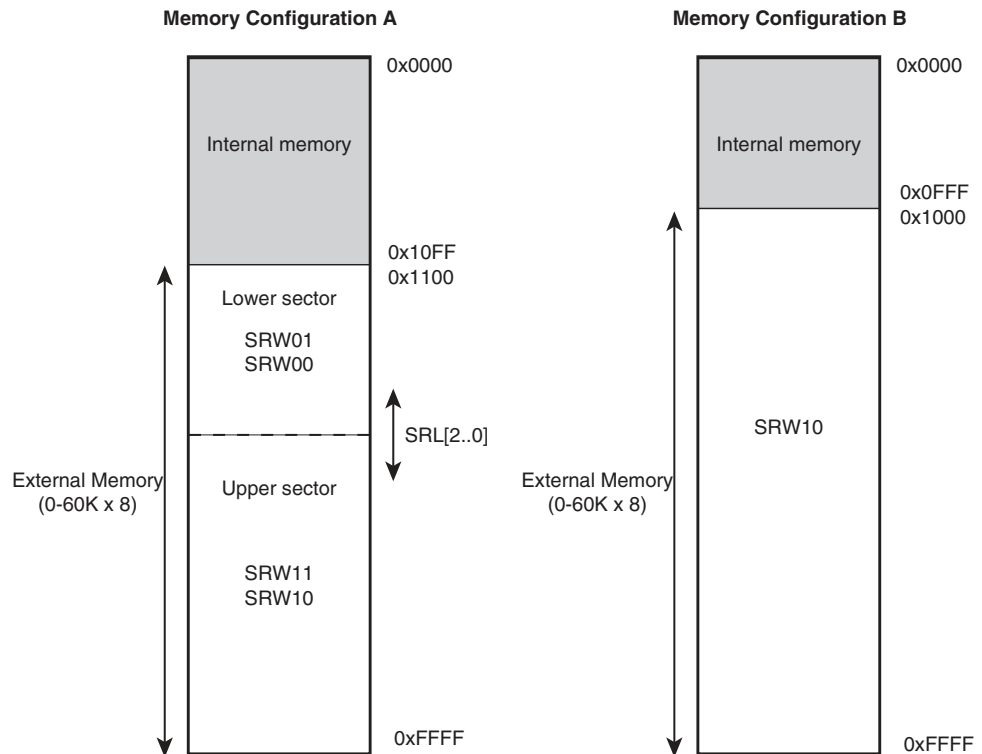 Memory Configuration A
0x0000
Internal memory
0x10FF
0x1100
Lower sector
SRW01
SRW00
SRL[2..0]
External Memory
(0-60K x 8)
Upper sector
SRW11
SRW10
0xFFFF
Memory Configuration B
0x0000
Internal memory
0x0FFF
0x1000
SRW10
External Memory
(0-60K x 8)
0xFFFF